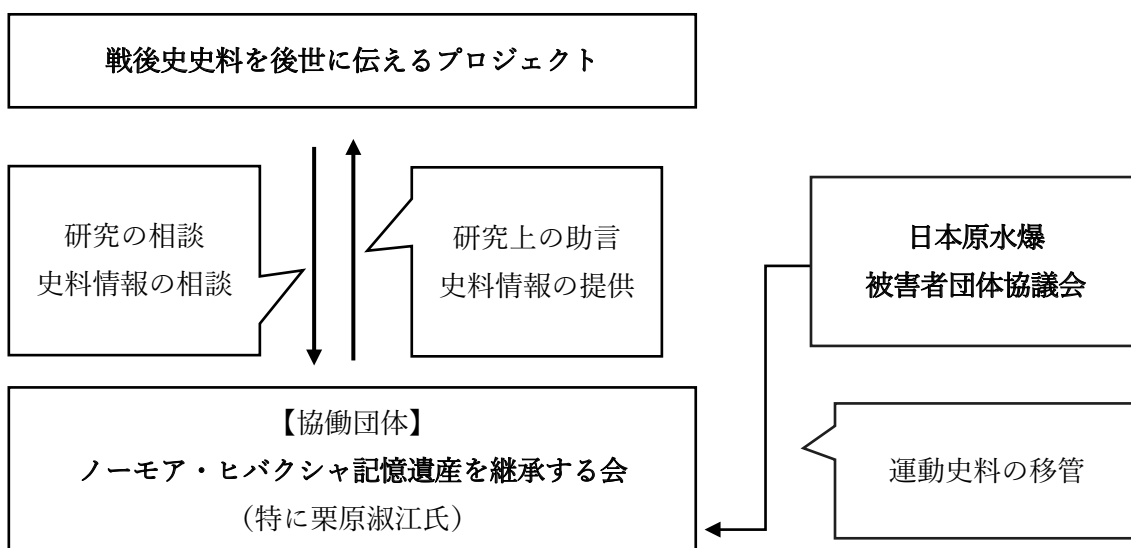 戦後史史料を後世に伝えるプロジェクト
研究の相談
史料情報の相談
研究上の助言
史料情報の提供
日本原水爆
被害者団体協議会
【協働団体】
ノーモア・ヒバクシャ記憶遺産を継承する会
（特に栗原淑江氏）
運動史料の移管